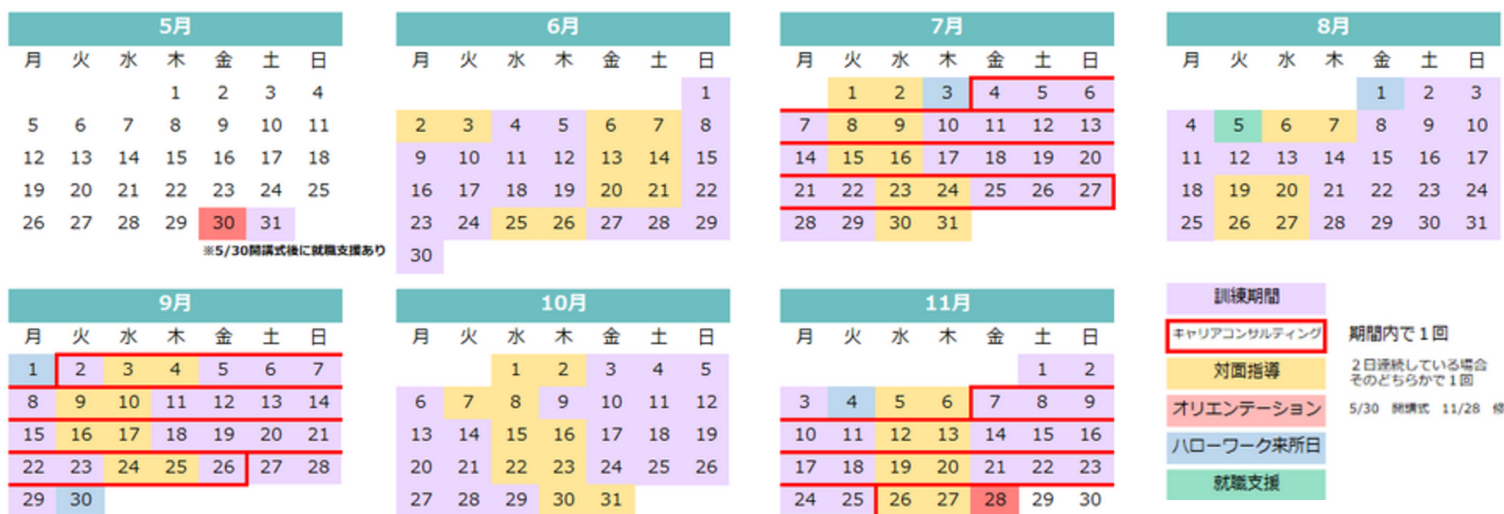 5月 6月 7月 8月
月 火 水 木 金 土 日 月 火 水 木 金 土 日 月 火 水 木 金 土 日 月 火 水 木 金 土 日
1 2 3 4 1 1 2 3 4 5 6 1 2 3
5 6 7 8 9 10 11 2 3 4 5 6 7 8 7 8 9 10 11 12 13 4 5 6 7 8 9 10
12 13 14 15 16 17 18 9 10 11 12 13 14 15 14 15 16 17 18 19 20 11 12 13 14 15 16 17
19 20 21 22 23 24 25 16 17 18 19 20 21 22 21 22 23 24 25 26 27 18 19 20 21 22 23 24
26 27 28 29 30 31 23 24 25 26 27 28 29 28 29 30 31 25 26 27 28 29 30 31
※5/30開講式後に就職支援あり 30
9月 10月 11月
月 火 水 木 金 土 日 月 火 水 木 金 土 日 月 火 水 木 金 土 日
1 2 3 4 5 6 7 1 2 3 4 5 1 2
8 9 10 11 12 13 14 6 7 8 9 10 11 12 3 4 5 6 7 8 9
15 16 17 18 19 20 21 13 14 15 16 17 18 19 10 11 12 13 14 15 16
22 23 24 25 26 27 28 20 21 22 23 24 25 26 17 18 19 20 21 22 23
29 30 27 28 29 30 31 24 25 26 27 28 29 30
訓練期間
キャリアコンサルティング 期間内で1回
対面指導 2日連続している場合
そのどちらかで1回
オリエンテーション 5/30 開講式 11/28
ハローワーク来所日
就職支援